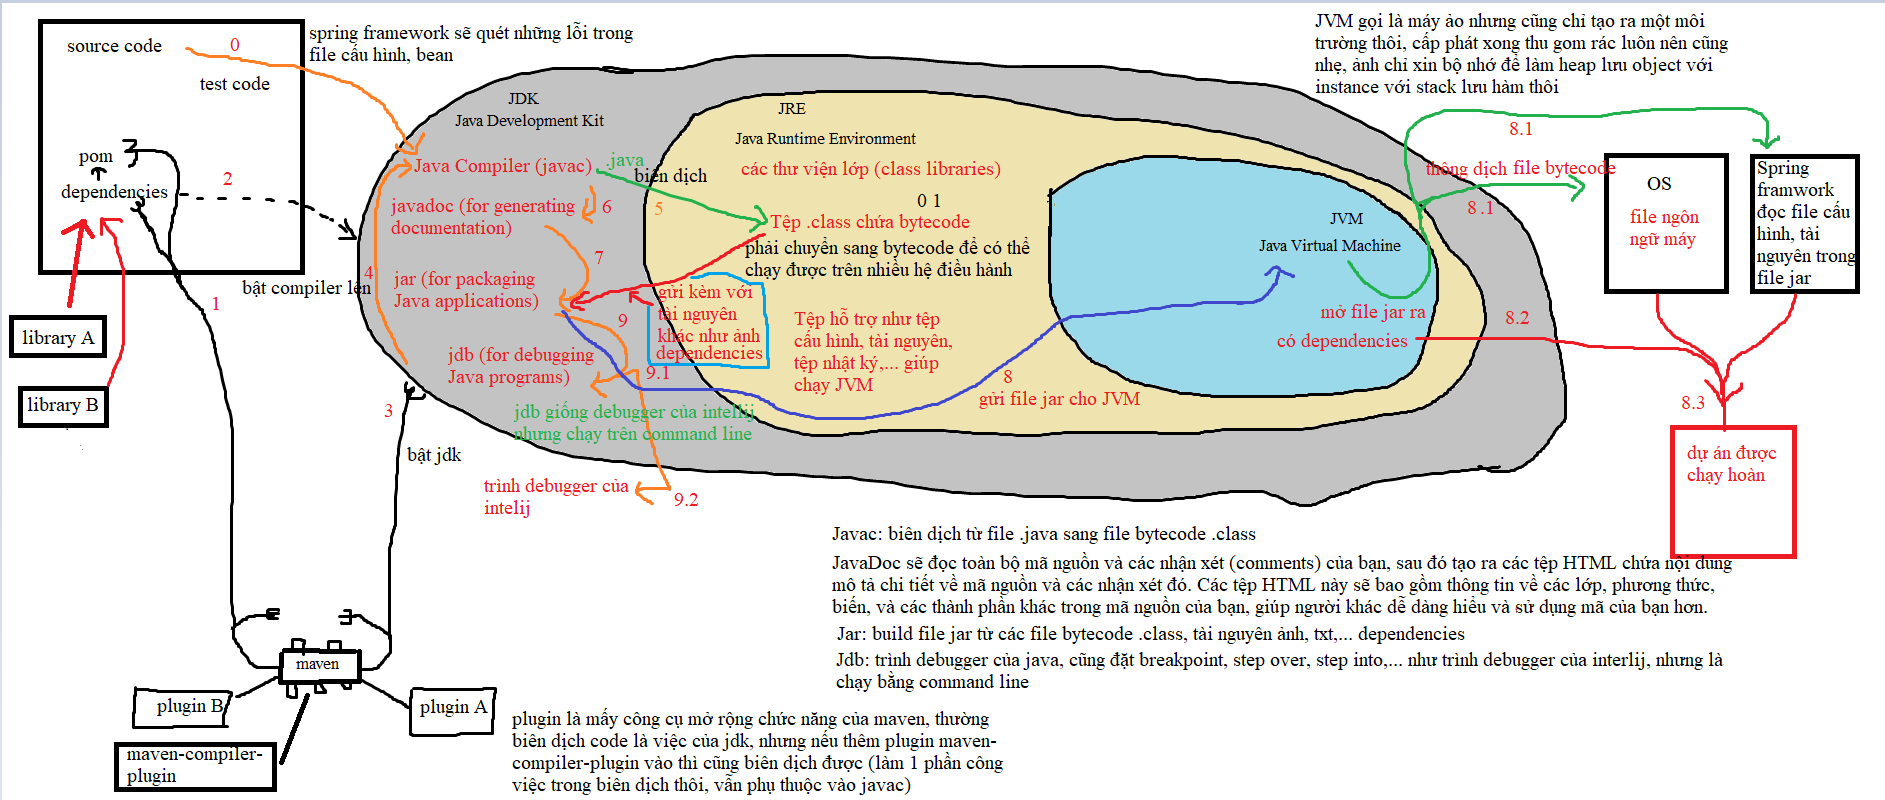 source code
0
test code
pom
dependencies
2
1
library A
library B
spring framework sẽ quét những lỗi trong
file cấu hình, bean
bật compiler lên
3
bật jdk
4
JDK
Java Development Kit
Java Compiler (javac)
.java
biên dịch
javadoc (for generating
documentation)
6
5
7
jar (for packaging
Java applications)
9
jdb (for debugging
Java programs)
9.1
jdb giống debugger của intelij
nhưng chạy trên command line
trình debugger của
intelij
9.2
JRE
Java Runtime Environment
các thư viện lớp (class libraries)
0 1
Tệp .class chứa bytecode
phải chuyển sang bytecode để có thể
chạy được trên nhiều hệ điều hành
gửi kèm với
tài nguyên
khác như ảnh
dependencies
Tệp hỗ trợ như tệp
cấu hình, tài nguyên,
tệp nhật ký,... giúp
chạy JVM
8
gửi file jar cho JVM
JVM
Java Virtual Machine
mở file jar ra
có dependencies
JVM gọi là máy ảo nhưng cũng chỉ tạo ra một môi
trường thôi, cấp phát xong thu gom rác luôn nên cũng
nhẹ, ảnh chỉ xin bộ nhớ để làm heap lưu object với
instance với stack lưu hàm thôi
8.1
thông dịch file bytecode
8.1
8.2
OS
file ngôn
ngữ máy
Spring
framwork
đọc file cấu
hình, tài
nguyên trong
file jar
8.3
dự án được
chạy hoàn
Javac: biên dịch từ file .java sang file bytecode .class
JavaDoc sẽ đọc toàn bộ mã nguồn và các nhận xét (comments) của bạn, sau đó tạo ra các tệp HTML chứa nội dung
mô tả chi tiết về mã nguồn và các nhận xét đó. Các tệp HTML này sẽ bao gồm thông tin về các lớp, phương thức,
biến, và các thành phần khác trong mã nguồn của bạn, giúp người khác dễ dàng hiểu và sử dụng mã của bạn hơn.
Jar: build file jar từ các file bytecode .class, tài nguyên ảnh, txt,... dependencies
Jdb: trình debugger của java, cũng đặt breakpoint, step over, step into,... như trình debugger của interlij, nhưng là
chạy bằng command line
maven
plugin B
plugin A
maven-compiler-
plugin
plugin là mấy công cụ mở rộng chức năng của maven, thường
biên dịch code là việc của jdk, nhưng nếu thêm plugin maven-
compiler-plugin vào thì cũng biên dịch được (làm 1 phần công
việc trong biên dịch thôi, vẫn phụ thuộc vào javac)